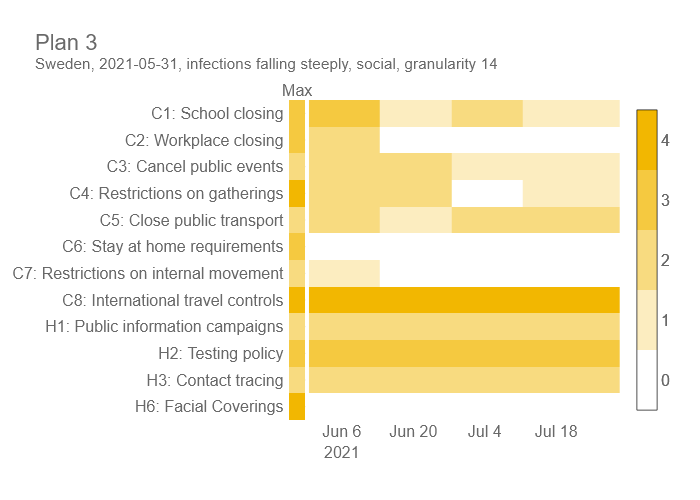 Plan 3
Sweden, 2021-05-31, infections falling steeply, social, granularity 14
Max
C1: School closing
C2: Workplace closing
C3: Cancel public events
C4: Restrictions on gatherings
C5: Close public transport
C6: Stay at home requirements
C7: Restrictions on internal movement
C8: International travel controls
H1: Public information campaigns
H2: Testing policy
H3: Contact tracing
H6: Facial Coverings
Jun 6 Jun 20 Jul 4 Jul 18
2021
4
3
2
1
0